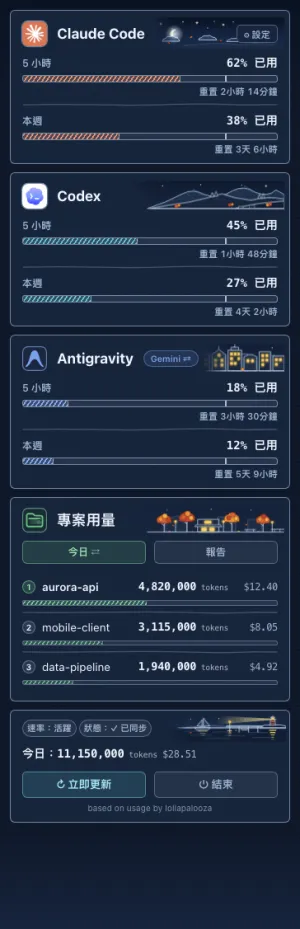 Claude Code
設定
5 小時
62% 已用
重置 2小時 14分鐘
本週
38% 已用
重置 3天 6小時
Codex
5 小時
45% 已用
重置 1小時 48分鐘
本週
27% 已用
重置 4天 2小時
Antigravity
Gemini ⇌
5 小時
18% 已用
重置 3小時 30分鐘
本週
12% 已用
重置 5天 9小時
專案用量
今日 ⇌
報告
1 aurora-api 4,820,000 tokens $12.40
2 mobile-client 3,115,000 tokens $8.05
3 data-pipeline 1,940,000 tokens $4.92
速率：活躍
狀態：✓ 已同步
今日：11,150,000 tokens $28.51
↻ 立即更新
⏻ 結束
based on usage by loliapalooza